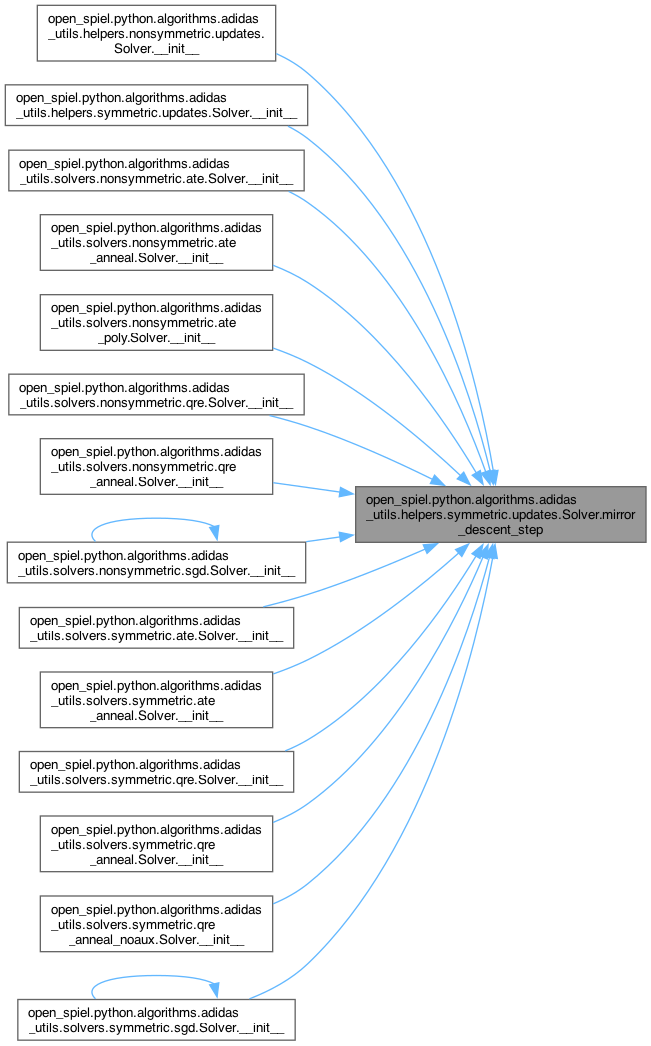 open_spiel.python.algorithms.adidas
_utils.helpers.nonsymmetric.updates.
Solver.__init__
open_spiel.python.algorithms.adidas
_utils.helpers.symmetric.updates.Solver.__init__
open_spiel.python.algorithms.adidas
_utils.solvers.nonsymmetric.ate.Solver.__init__
open_spiel.python.algorithms.adidas
_utils.solvers.nonsymmetric.ate
_anneal.Solver.__init__
open_spiel.python.algorithms.adidas
_utils.solvers.nonsymmetric.ate
_poly.Solver.__init__
open_spiel.python.algorithms.adidas
_utils.solvers.nonsymmetric.qre.Solver.__init__
open_spiel.python.algorithms.adidas
_utils.solvers.nonsymmetric.qre
_anneal.Solver.__init__
open_spiel.python.algorithms.adidas
_utils.helpers.symmetric.updates.Solver.mirror
_descent_step
open_spiel.python.algorithms.adidas
_utils.solvers.nonsymmetric.sgd.Solver.__init__
open_spiel.python.algorithms.adidas
_utils.solvers.symmetric.ate.Solver.__init__
open_spiel.python.algorithms.adidas
_utils.solvers.symmetric.ate
_anneal.Solver.__init__
open_spiel.python.algorithms.adidas
_utils.solvers.symmetric.qre.Solver.__init__
open_spiel.python.algorithms.adidas
_utils.solvers.symmetric.qre
_anneal.Solver.__init__
open_spiel.python.algorithms.adidas
_utils.solvers.symmetric.qre
_anneal_noaux.Solver.__init__
open_spiel.python.algorithms.adidas
_utils.solvers.symmetric.sgd.Solver.__init__